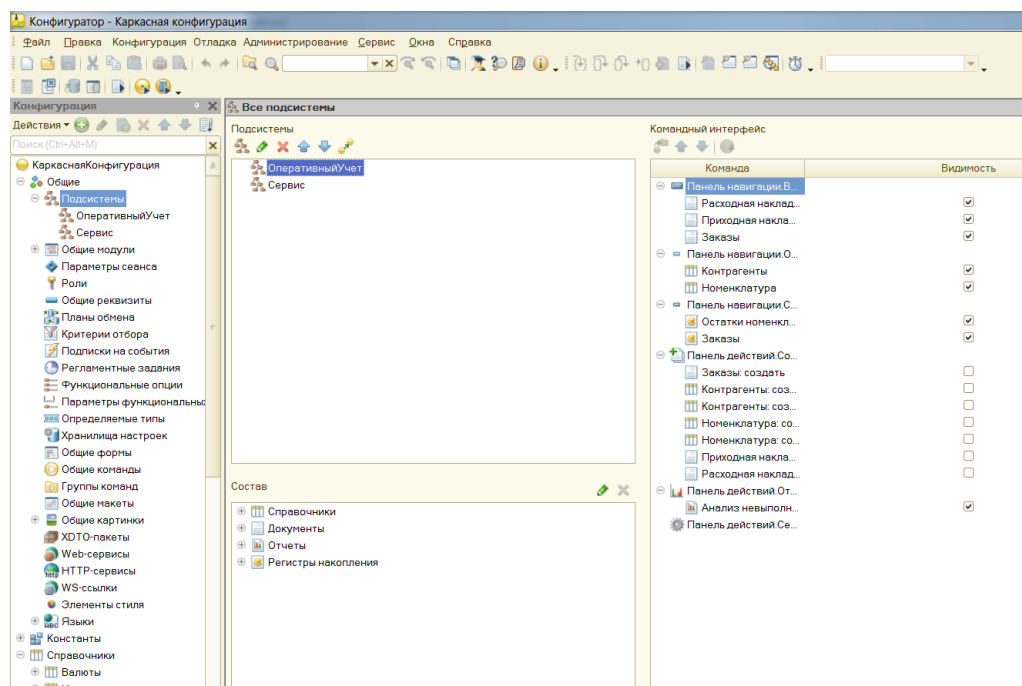 Конфигуратор - Каркасная конфигурация
Файл Правка Конфигурация Отладка Администрирование Сервис Окна Справка
Конфигурация
Действия
Поиск (Ctrl+Alt+M)
КаркаснаяКонфигурация
Общие
Подсистемы
ОперативныйУчет
Сервис
Общие модули
Параметры сеанса
Роли
Общие реквизиты
Планы обмена
Критерии отбора
Подписки на события
Регламентные задания
Функциональные опции
Параметры функциональных
Определяемые типы
Хранилища настроек
Общие формы
Общие команды
Группы команд
Общие макеты
Общие картинки
XDTO-пакеты
Web-сервисы
HTTP-сервисы
WS-ссылки
Элементы стиля
Языки
Константы
Справочники
Валюты
Все подсистемы
Подсистемы
ОперативныйУчет
Сервис
Состав
Справочники
Документы
Отчеты
Регистры накопления
Командный интерфейс
Команда Видимость
Панель навигации.В...
Расходная наклад...
Приходная накла...
Заказы
Панель навигации.О...
Контрагенты
Номенклатура
Панель навигации.С...
Остатки номенкл...
Заказы
Панель действий.Со...
Заказы: создать
Контрагенты: соз...
Контрагенты: соз...
Номенклатура: со...
Номенклатура: со...
Приходная накла...
Расходная наклад...
Панель действий.От...
Анализ невыполн...
Панель действий.Се...